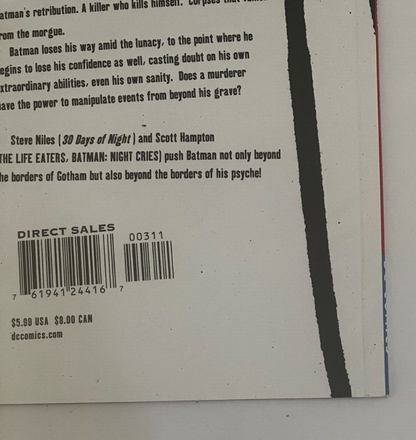 atman's retribution. A killer who kills himself. Corpses that
rom the morgue.
Batman loses his way amid the lunacy, to the point where he
egins to lose his confidence as well, casting doubt on his own
xtraordinary abilities, even his own sanity. Does a murderer
ave the power to manipulate events from beyond his grave?
Steve Niles (30 Days of Night) and Scott Hampton
THE LIFE EATERS, BATMAN: NIGHT CRIES) push Batman not only beyond
he borders of Gotham but also beyond the borders of his psyche!
DIRECT SALES
00311
7 61941 24416 7
$5.99 USA $8.00 CAN
dccomics.com